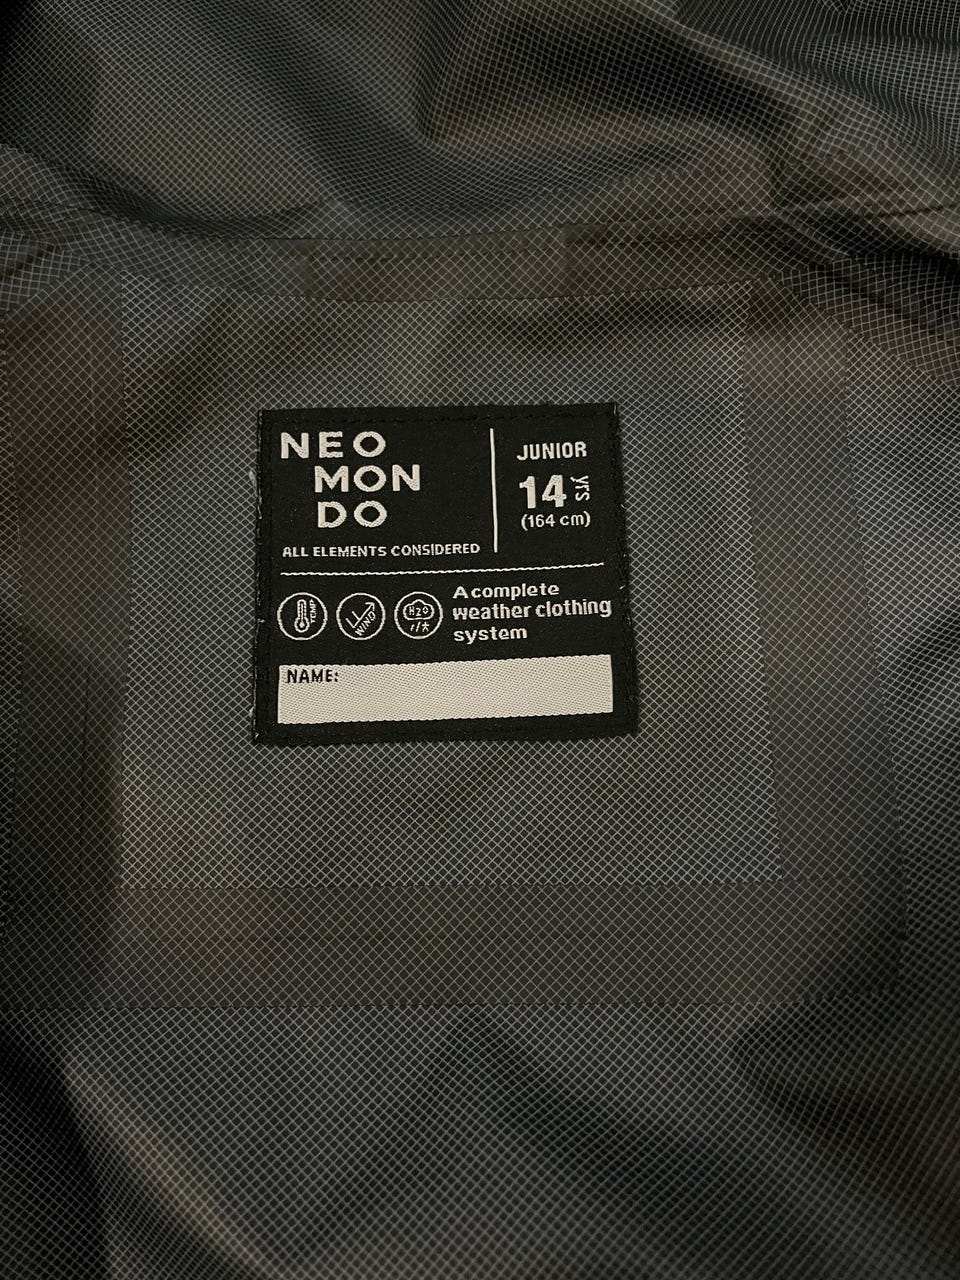 NEO
MON
DO
ALL ELEMENTS CONSIDERED
JUNIOR
14 yrs
(164 cm)
TEMP
WIND
H2O
A complete
weather clothing
system
NAME: